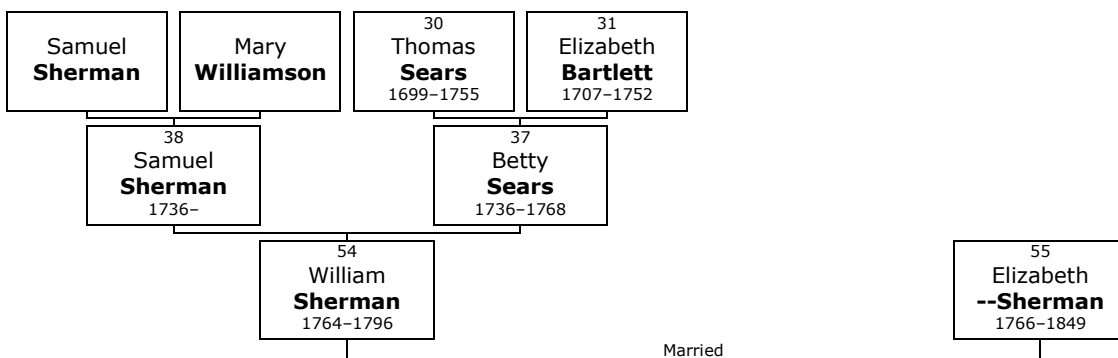 Samuel
Sherman
Mary
Williamson
30
Thomas
Sears
1699–1755
31
Elizabeth
Bartlett
1707–1752
38
Samuel
Sherman
1736–
37
Betty
Sears
1736–1768
54
William
Sherman
1764–1796
55
Elizabeth
--Sherman
1766–1849
Married